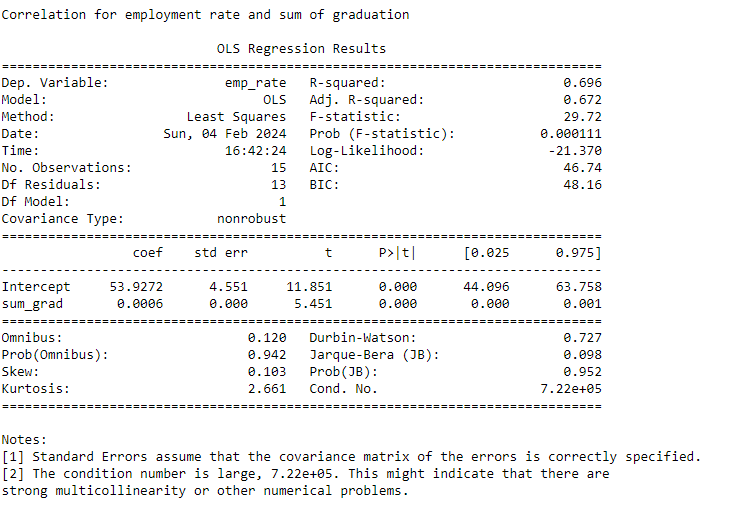 Correlation for employment rate and sum of graduation
OLS Regression Results
==============================================================================
Dep. Variable: emp_rate R-squared: 0.696
Model: OLS Adj. R-squared: 0.672
Method: Least Squares F-statistic: 29.72
Date: Sun, 04 Feb 2024 Prob (F-statistic): 0.000111
Time: 16:42:24 Log-Likelihood: -21.370
No. Observations: 15 AIC: 46.74
Df Residuals: 13 BIC: 48.16
Df Model: 1
Covariance Type: nonrobust
==============================================================================
coef std err t P>|t| [0.025 0.975]
------------------------------------------------------------------------------
Intercept 53.9272 4.551 11.851 0.000 44.096 63.758
sum_grad 0.0006 0.000 5.451 0.000 0.000 0.001
==============================================================================
Omnibus: 0.120 Durbin-Watson: 0.727
Prob(Omnibus): 0.942 Jarque-Bera (JB): 0.098
Skew: 0.103 Prob(JB): 0.952
Kurtosis: 2.661 Cond. No. 7.22e+05
==============================================================================
Notes:
[1] Standard Errors assume that the covariance matrix of the errors is correctly specified.
[2] The condition number is large, 7.22e+05. This might indicate that there are
strong multicollinearity or other numerical problems.